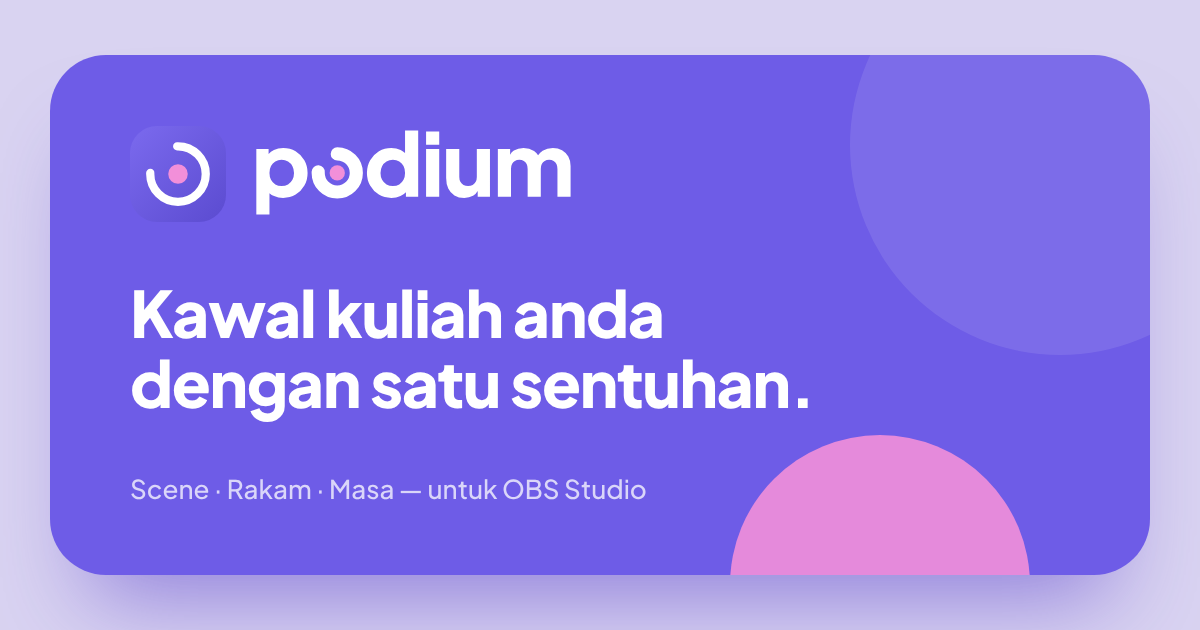 podium
Kawal kuliah anda
dengan satu sentuhan.
Scene · Rakam · Masa — untuk OBS Studio